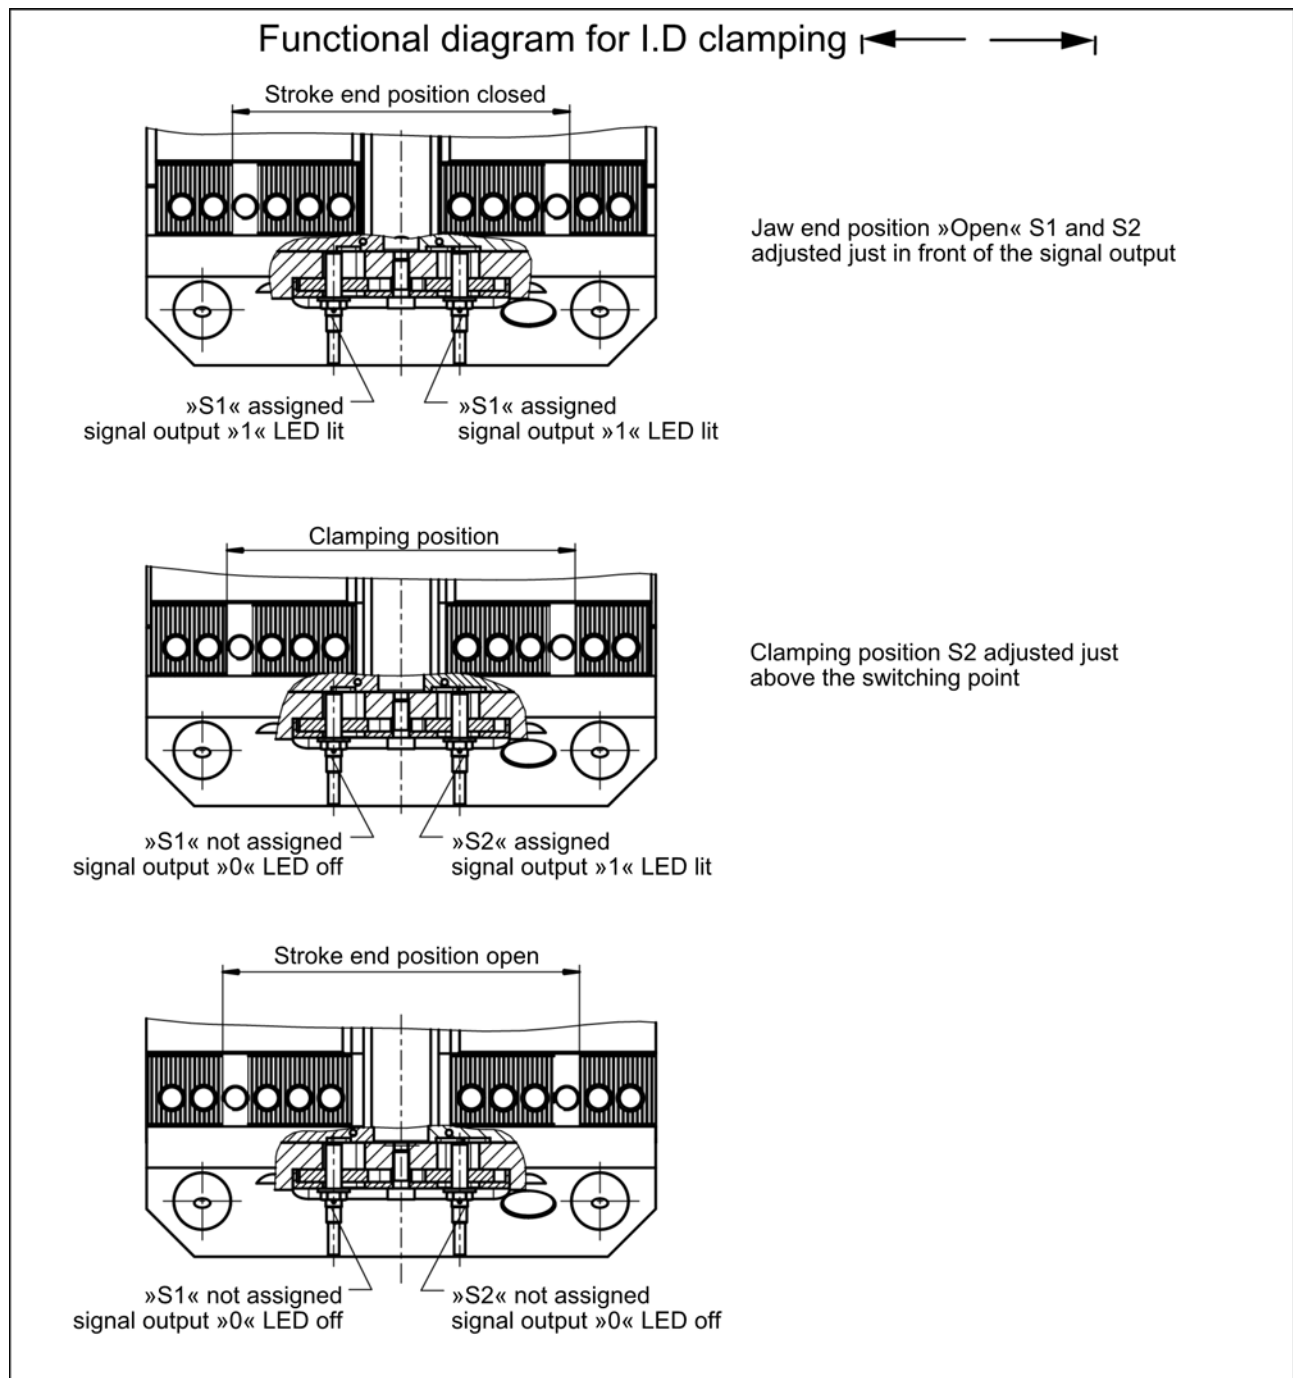 Functional diagram for I.D clamping
Stroke end position closed
Jaw end position »Open« S1 and S2
adjusted just in front of the signal output
»S1« assigned
signal output »1« LED lit
»S1« assigned
signal output »1« LED lit
Clamping position
Clamping position S2 adjusted just
above the switching point
»S1« not assigned
signal output »0« LED off
»S2« assigned
signal output »1« LED lit
Stroke end position open
»S1« not assigned
signal output »0« LED off
»S2« not assigned
signal output »0« LED off